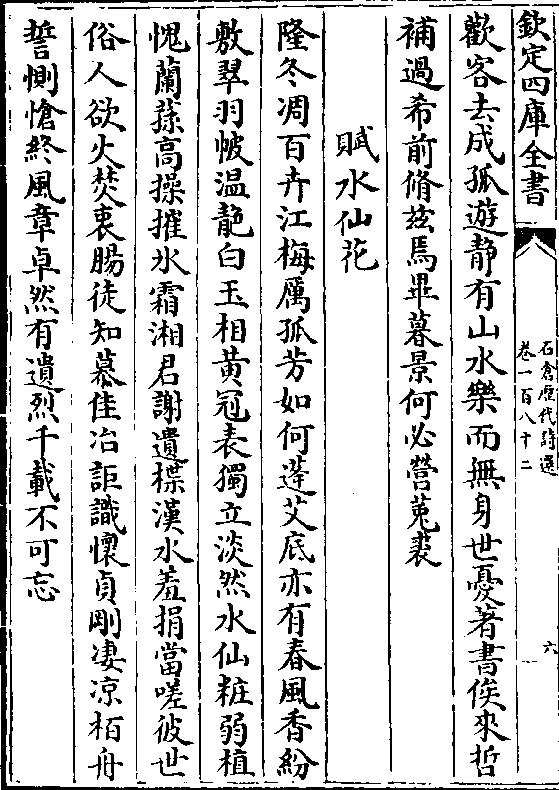 欽定四庫全書
石倉歷代詩選
卷一百八十二
六
歡客去成孤遊静有山水樂而無身世憂著書俟來哲
補過希前脩兹焉畢暮景何必營菟裘
賦水仙花
隆冬凋百卉江梅厲孤芳如何蓬艾底亦有春風香紛
敷翠羽帔温靘白玉相黄冠表獨立淡然水仙粧弱植
愧蘭蓀高操摧氷霜湘君謝遺褋漢水羞捐當嗟彼世
俗人欲火焚衷腸徒知慕佳冶詎識懷貞剛凄凉栢舟
誓惻愴終風章卓然有遺烈千載不可忘